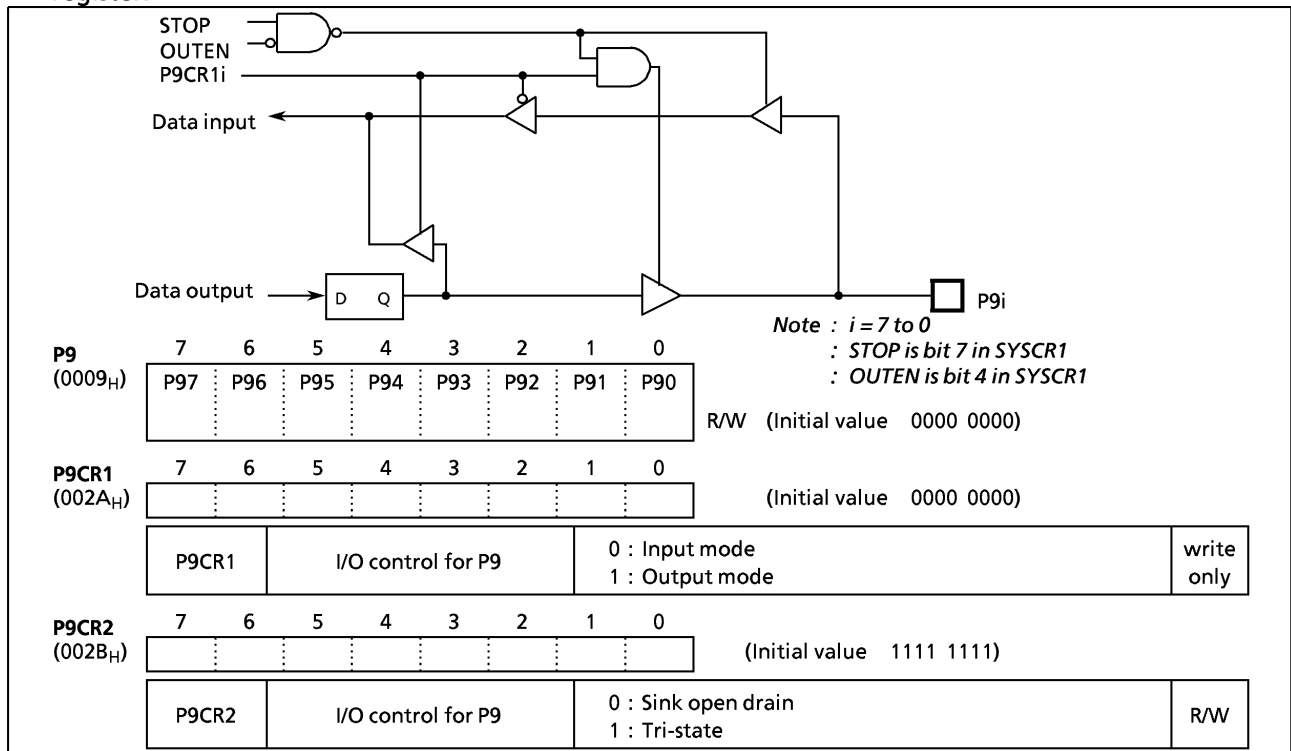 register.
STOP
OUTEN
P9CR1i
Data input
Data output
D Q
P9i
Note : i = 7 to 0
: STOP is bit 7 in SYSCR1
: OUTEN is bit 4 in SYSCR1
P9
(0009H)
7 6 5 4 3 2 1 0
P97 P96 P95 P94 P93 P92 P91 P90
R/W (Initial value 0000 0000)
P9CR1
(002AH)
7 6 5 4 3 2 1 0
(Initial value 0000 0000)
P9CR1 I/O control for P9 0 : Input mode
1 : Output mode
write
only
P9CR2
(002BH)
7 6 5 4 3 2 1 0
(Initial value 1111 1111)
P9CR2 I/O control for P9 0 : Sink open drain
1 : Tri-state
R/W